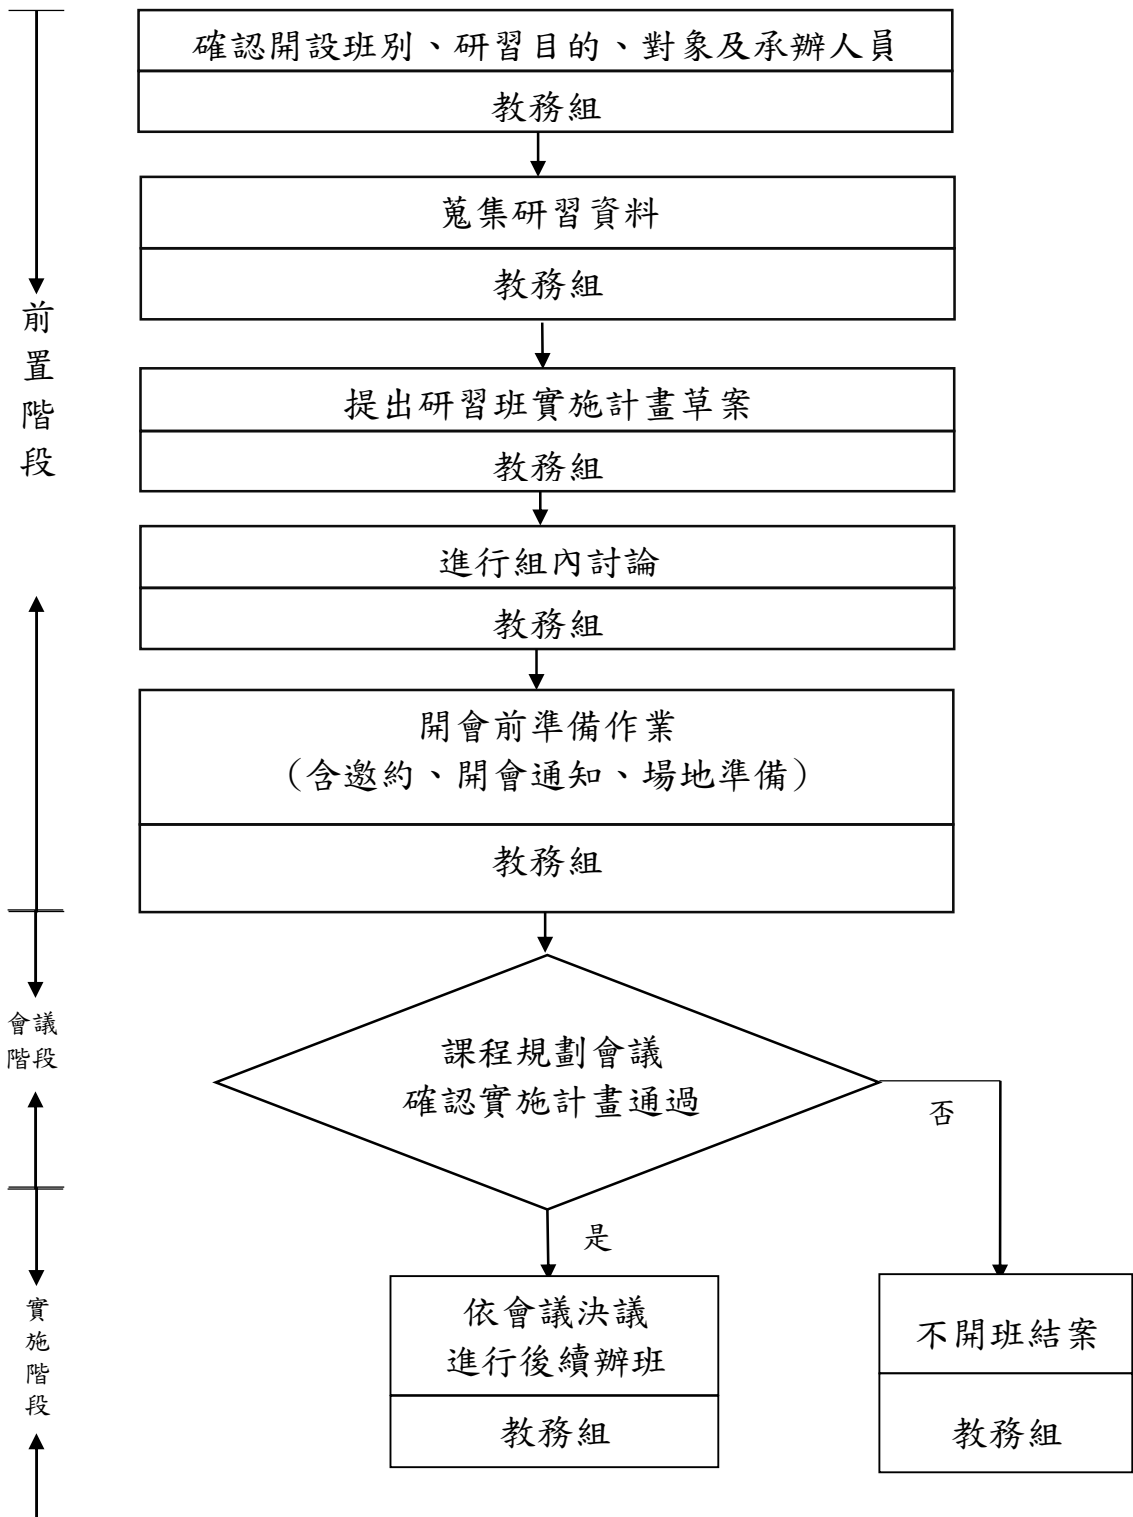 確認開設班別、研習目的、對象及承辦人員
教務組
蒐集研習資料
教務組
前
置
階
段
提出研習班實施計畫草案
教務組
進行組內討論
教務組
開會前準備作業
（含邀約、開會通知、場地準備）
教務組
會議
階段
課程規劃會議
確認實施計畫通過
否
是
實
施
階
段
依會議決議
進行後續辦班
教務組
不開班結案
教務組